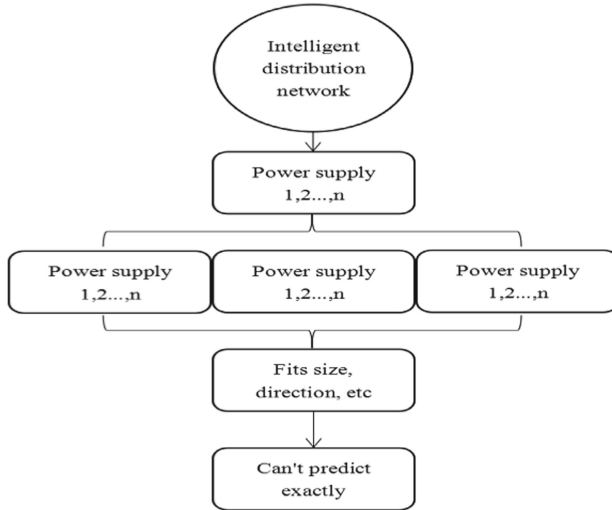 Intelligent
distribution
network
Power supply
1,2...,n
Power supply
1,2...,n
Power supply
1,2...,n
Power supply
1,2...,n
Fits size,
direction, etc
Can't predict
exactly